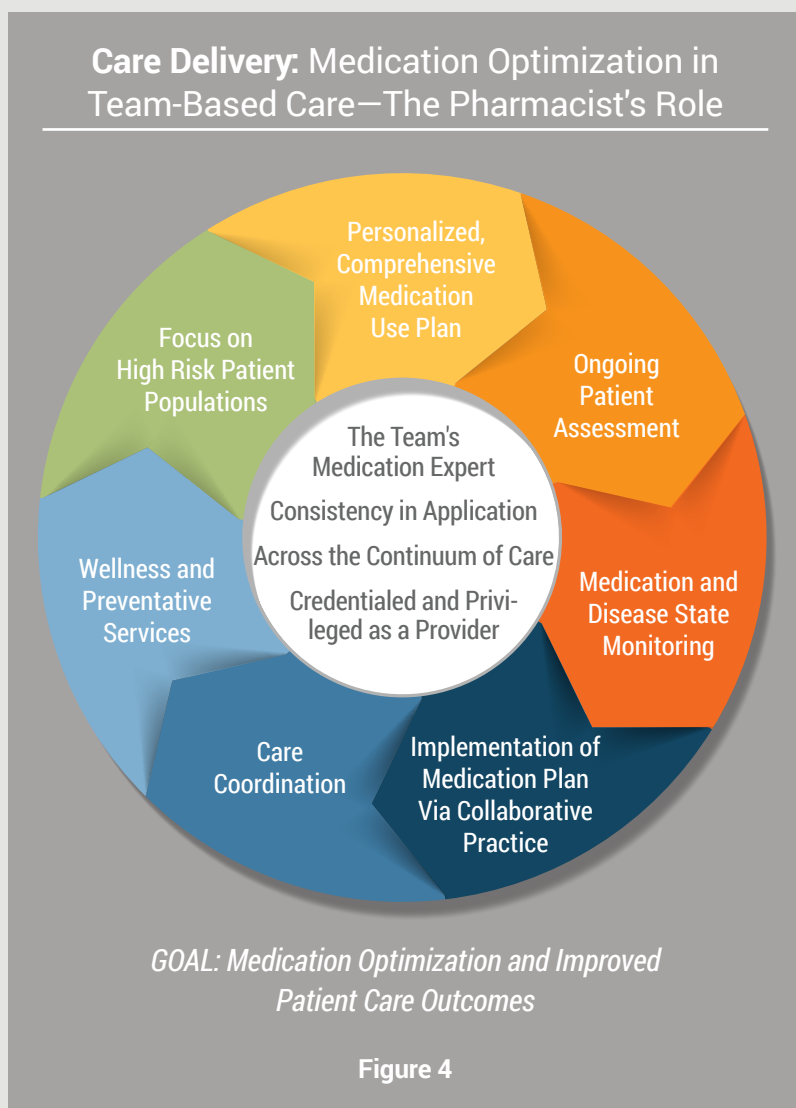 Care Delivery: Medication Optimization in
Team-Based Care—The Pharmacist's Role
Personalized,
Comprehensive
Medication
Use Plan
Ongoing
Patient
Assessment
Medication and
Disease State
Monitoring
Implementation of
Medication Plan
Via Collaborative
Practice
Care
Coordination
Wellness and
Preventative
Services
Focus on
High Risk Patient
Populations
The Team's
Medication Expert
Consistency in Application
Across the Continuum of Care
Credentialed and Privi-
leged as a Provider
GOAL: Medication Optimization and Improved
Patient Care Outcomes
Figure 4